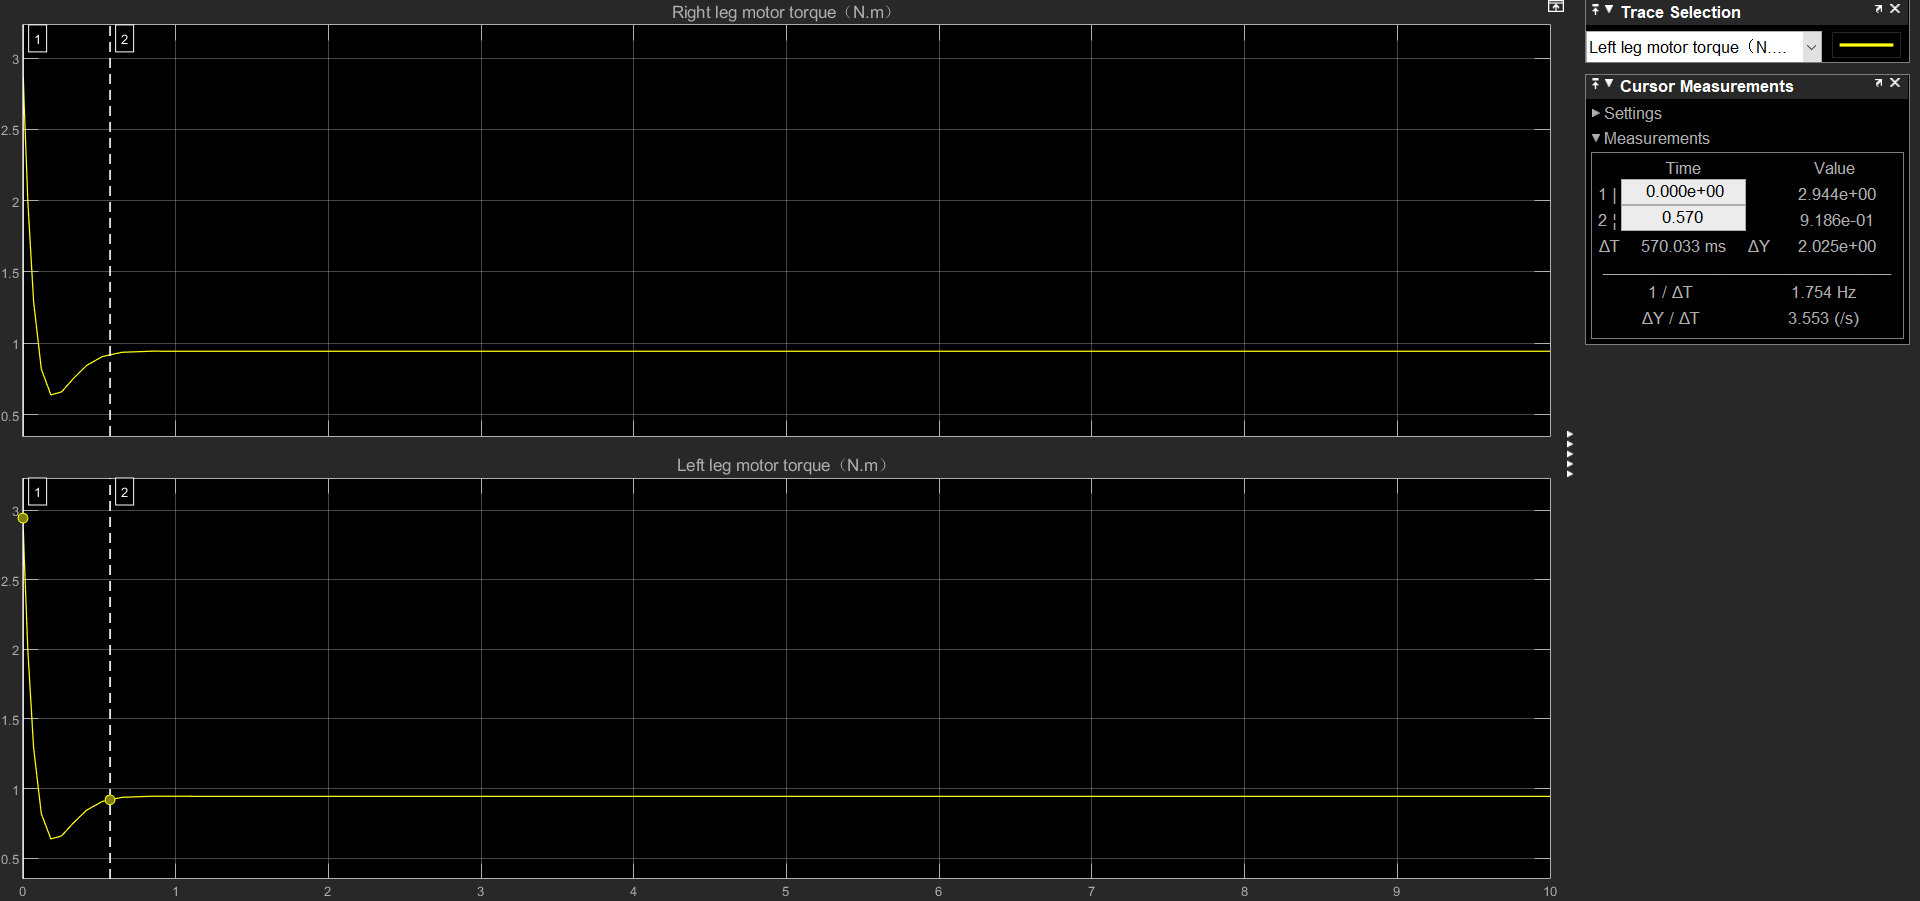 Right leg motor torque（N.m）
1
2
3
2.5
2
1.5
1
0.5
Left leg motor torque（N.m）
1
2
3
2.5
2
1.5
1
0.5
0 1 2 3 4 5 6 7 8 9 10
Trace Selection
Left leg motor torque（N....
Cursor Measurements
Settings
Measurements
Time Value
1 | 0.000e+00 2.944e+00
2 ¦ 0.570 9.186e-01
ΔT 570.033 ms ΔY 2.025e+00
1 / ΔT 1.754 Hz
ΔY / ΔT 3.553 (/s)